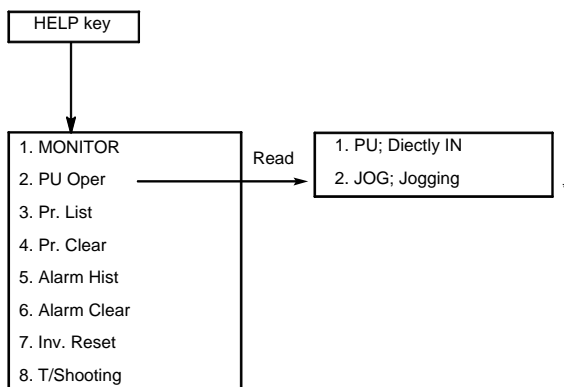 HELP key
1. MONITOR
2. PU Oper
3. Pr. List
4. Pr. Clear
5. Alarm Hist
6. Alarm Clear
7. Inv. Reset
8. T/Shooting
Read
1. PU; Diectly IN
2. JOG; Jogging